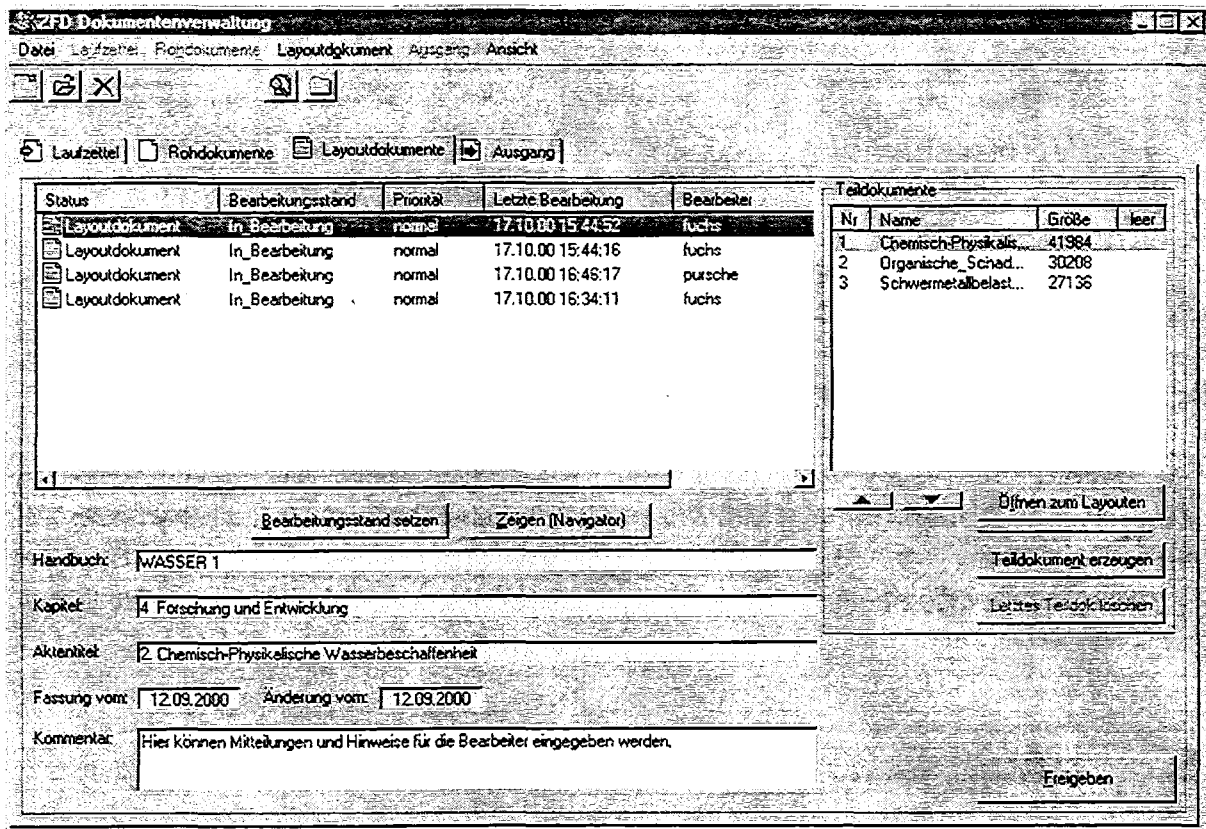 ZFD Dokumentenverwaltung
Datei Laufzettel Rohdokumente Layoutdokument Ausgang Ansicht
Laufzettel Rohdokumente Layoutdokumente Ausgang
Status Bearbeitungsstand Priorität Letzte Bearbeitung Bearbeiter
Layoutdokument In_Bearbeitung normal 17.10.00 15:44:52 fuchs
Layoutdokument In_Bearbeitung normal 17.10.00 15:44:16 fuchs
Layoutdokument In_Bearbeitung normal 17.10.00 16:46:17 pursche
Layoutdokument In_Bearbeitung normal 17.10.00 16:34:11 fuchs
Teildokumente
Nr Name Größe leer
1 Chemisch-Physikalis... 41984
2 Organische_Schad... 30208
3 Schwermetallbelast... 27136
Öffnen zum Layouten
Bearbeitungsstand setzen Zeigen (Navigator)
Teildokument erzeugen
Letztes Teildok löschen
Handbuch: WASSER 1
Kapitel: 4. Forschung und Entwicklung
Aktentitel: 2. Chemisch-Physikalische Wasserbeschaffenheit
Fassung vom: 12.09.2000 Änderung vom: 12.09.2000
Kommentar: Hier können Mitteilungen und Hinweise für die Bearbeiter eingegeben werden.
Freigeben